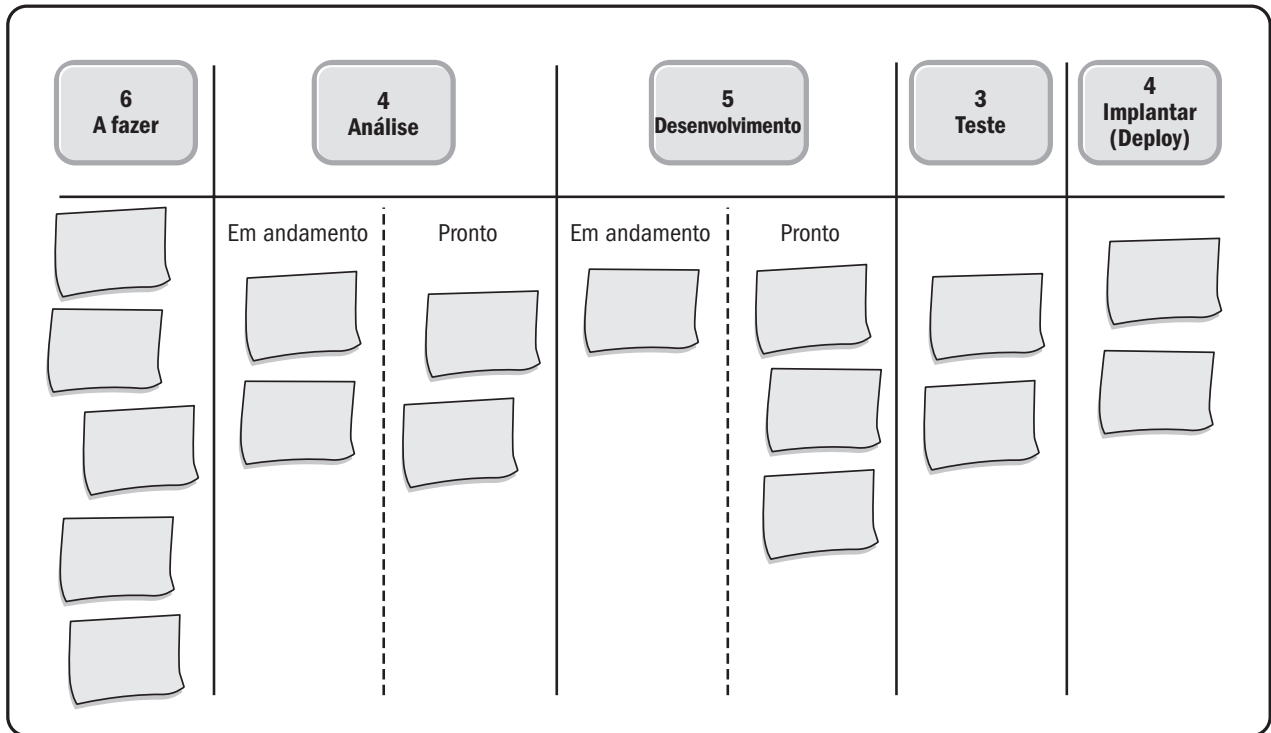 6
A fazer
4
Análise
5
Desenvolvimento
3
Teste
4
Implantar
(Deploy)
Em andamento
Pronto
Em andamento
Pronto